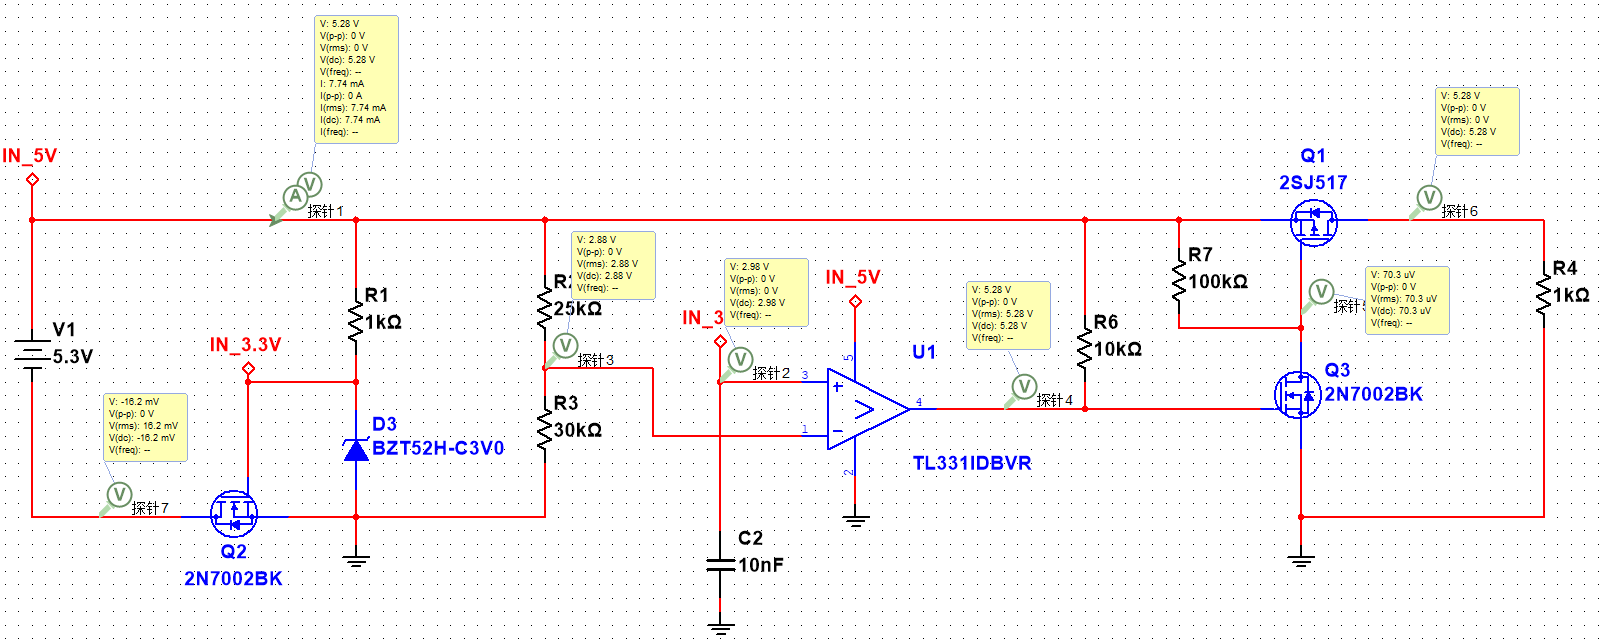 V: 5.28 V
V(p-p): 0 V
V(rms): 0 V
V(dc): 5.28 V
V(freq): --
I: 7.74 mA
I(p-p): 0 A
I(rms): 7.74 mA
I(dc): 7.74 mA
I(freq): --
IN_5V
A
V
探针1
V: 5.28 V
V(p-p): 0 V
V(rms): 0 V
V(dc): 5.28 V
V(freq): --
Q1
2SJ517
V
探针6
V1
5.3V
R1
1kΩ
IN_3.3V
V: 2.88 V
V(p-p): 0 V
V(rms): 2.88 V
V(dc): 2.88 V
V(freq): --
25kΩ
V
探针3
R3
30kΩ
V: 2.98 V
V(p-p): 0 V
V(rms): 0 V
V(dc): 2.98 V
V(freq): --
IN_3
V
探针2
IN_5V
5
3
1
4
2
U1
TL331IDBVR
V: 5.28 V
V(p-p): 0 V
V(rms): 5.28 V
V(dc): 5.28 V
V(freq): --
V
探针4
R6
10kΩ
R7
100kΩ
V
探针
V: 70.3 uV
V(p-p): 0 V
V(rms): 70.3 uV
V(dc): 70.3 uV
V(freq): --
R4
1kΩ
Q3
2N7002BK
V: -16.2 mV
V(p-p): 0 V
V(rms): 16.2 mV
V(dc): -16.2 mV
V(freq): --
V
探针7
D3
BZT52H-C3V0
Q2
2N7002BK
C2
10nF